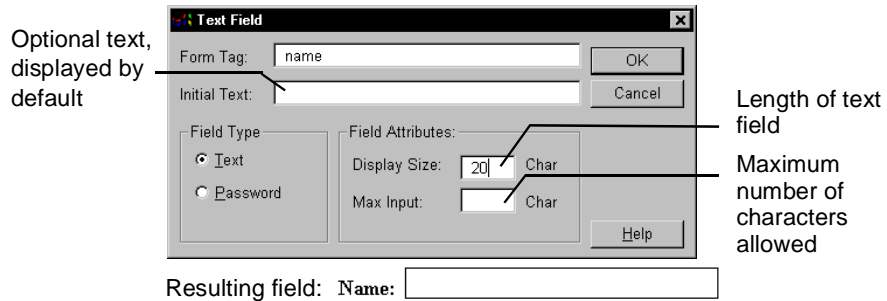 Text Field
Optional text,
displayed by
default
Form Tag: name
OK
Initial Text:
Cancel
Length of text
field
Field Type
Field Attributes:
Text
Display Size: 20 Char
Password
Max Input: Char
Maximum
number of
characters
allowed
Help
Resulting field: Name: